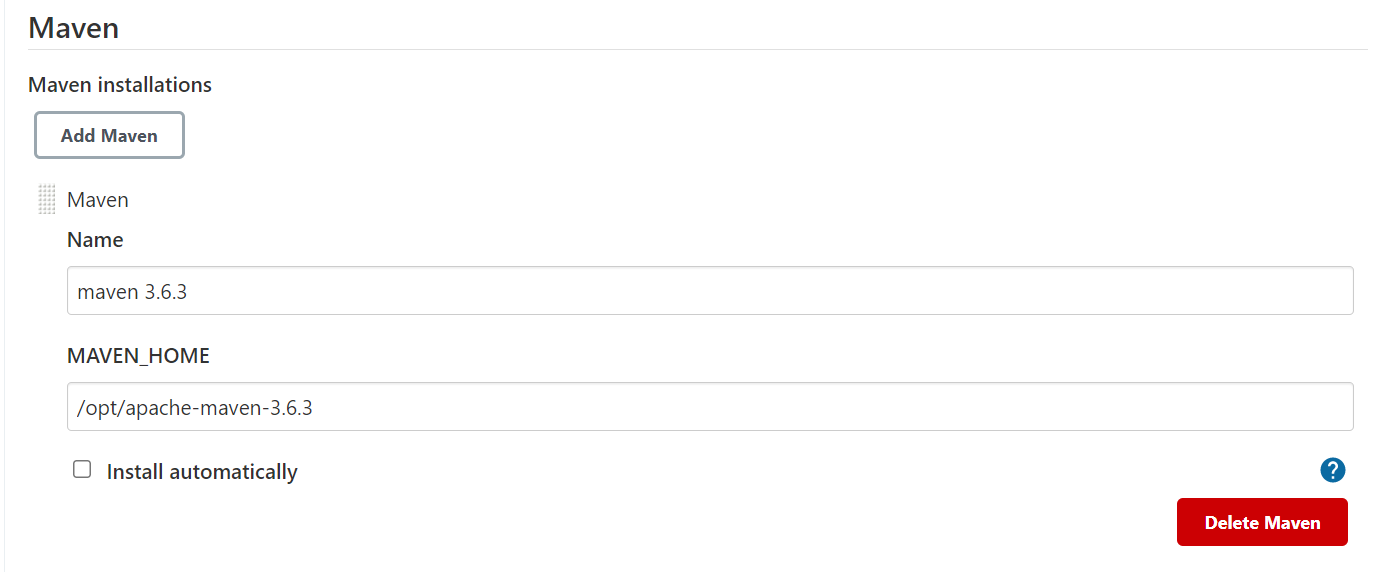 Maven
Maven installations
Add Maven
Maven
Name
maven 3.6.3
MAVEN_HOME
/opt/apache-maven-3.6.3
Install automatically
?
Delete Maven